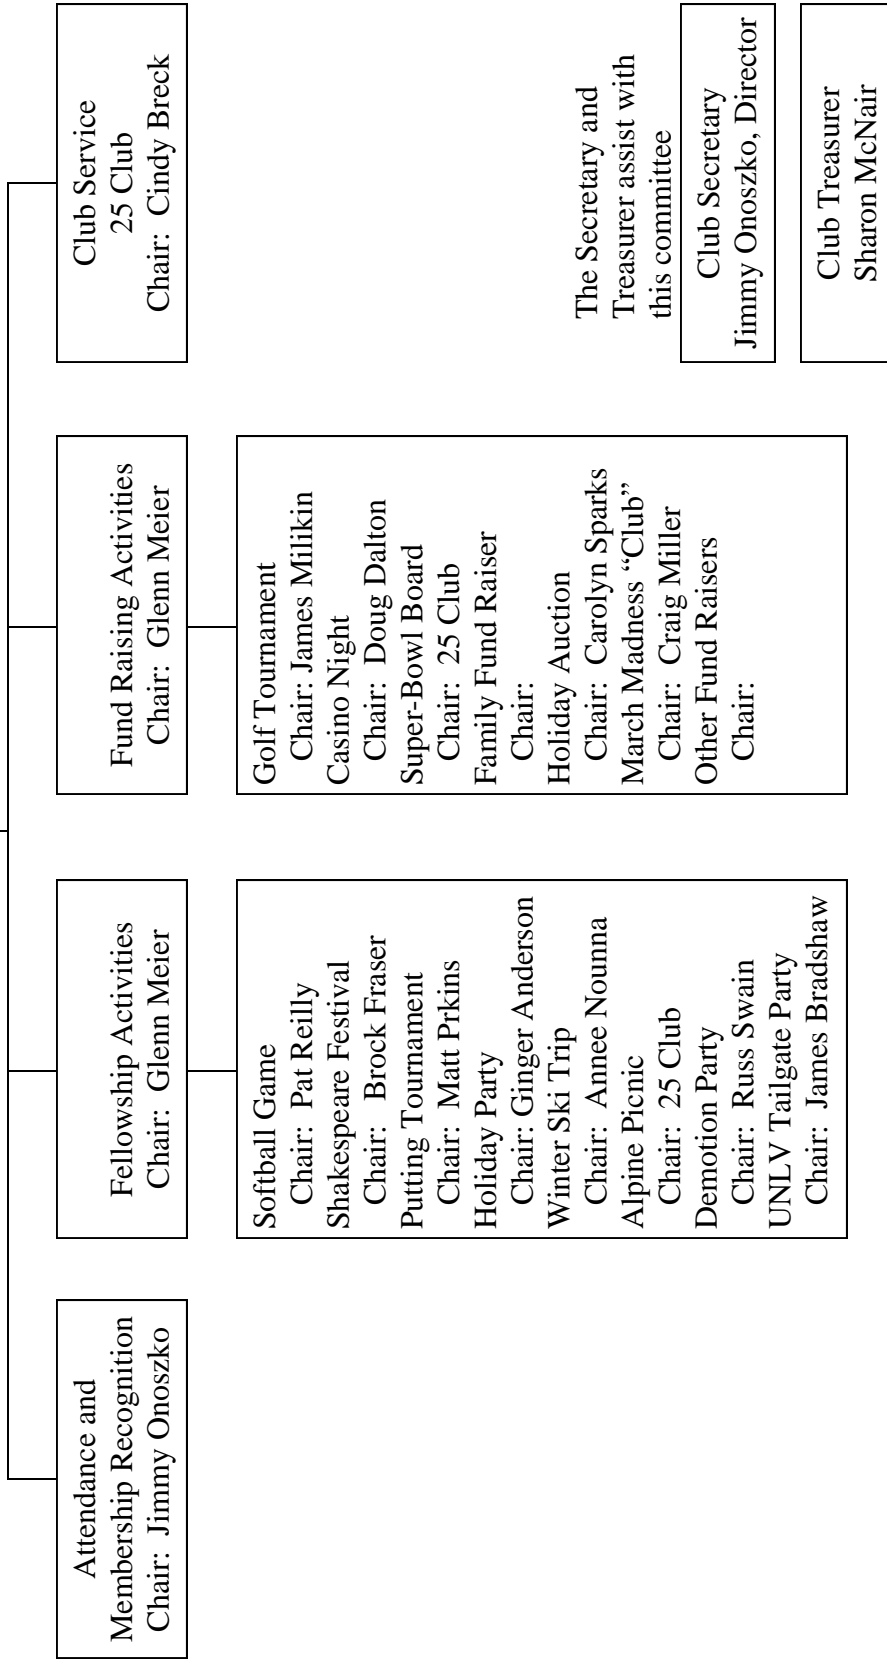 Attendance and
Membership Recognition
Chair:  Jimmy Onoszko
Fellowship Activities
Chair:  Glenn Meier
Softball Game
Chair:  Pat Reilly
Shakespeare Festival
Chair:  Brock Fraser
Putting Tournament
Chair:  Matt Prkins
Holiday Party
Chair: Ginger Anderson
Winter Ski Trip
Chair:  Annee Nounna
Alpine Picnic
Chair:  25 Club
Demotion Party
Chair:  Russ Swain
UNLV Tailgate Party
Chair:  James Bradshaw
Fund Raising Activities
Chair:  Glenn Meier
Golf Tournament
Chair: James Milikin
Casino Night
Chair:  Doug Dalton
Super-Bowl Board
Chair:  25 Club
Family Fund Raiser
Chair:
Holiday Auction
Chair:  Carolyn Sparks
March Madness “Club”
Chair:  Craig Miller
Other Fund Raisers
Chair:
Club Service
25 Club
Chair:  Cindy Breck
The Secretary and
Treasurer assist with
this committee
Club Secretary
Jimmy Onoszko, Director
Club Treasurer
Sharon McNair